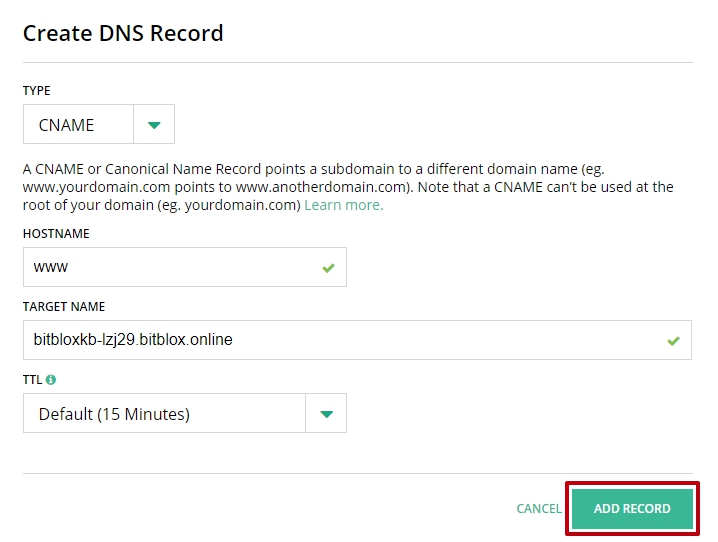 Create DNS Record
TYPE
CNAME
A CNAME or Canonical Name Record points a subdomain to a different domain name (eg.
www.yourdomain.com points to www.anotherdomain.com). Note that a CNAME can’t be used at the
root of your domain (eg. yourdomain.com) Learn more.
HOSTNAME
www
TARGET NAME
bitbloxkb-lzj29.bitblox.online
TTL
Default (15 Minutes)
CANCEL ADD RECORD